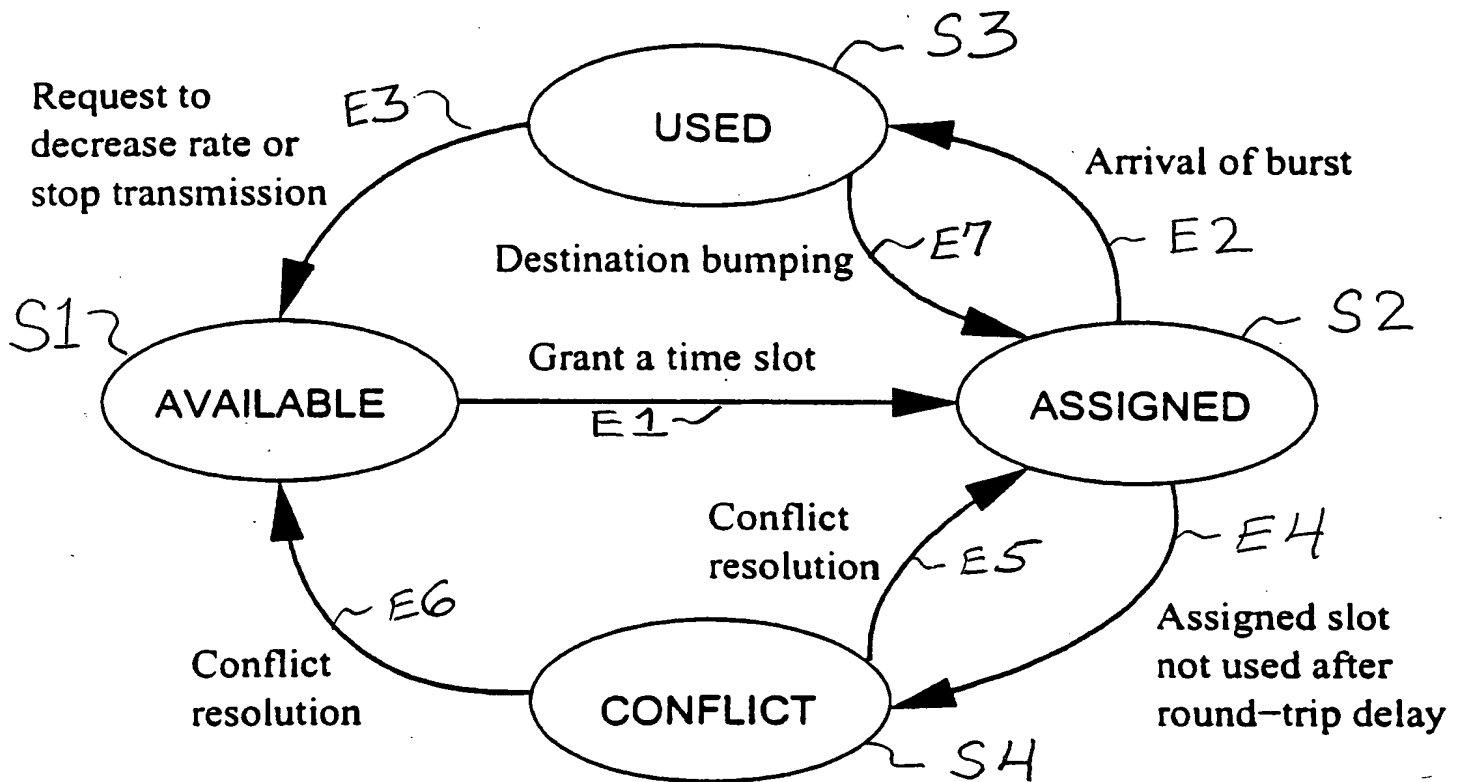 S3
Request to
decrease rate or
stop transmission
E3
USED
Arrival of burst
E7
E2
Destination bumping
S1
S2
Grant a time slot
AVAILABLE
E1
ASSIGNED
Conflict
resolution
E5
E4
E6
Conflict
resolution
Assigned slot
not used after
round-trip delay
CONFLICT
S4